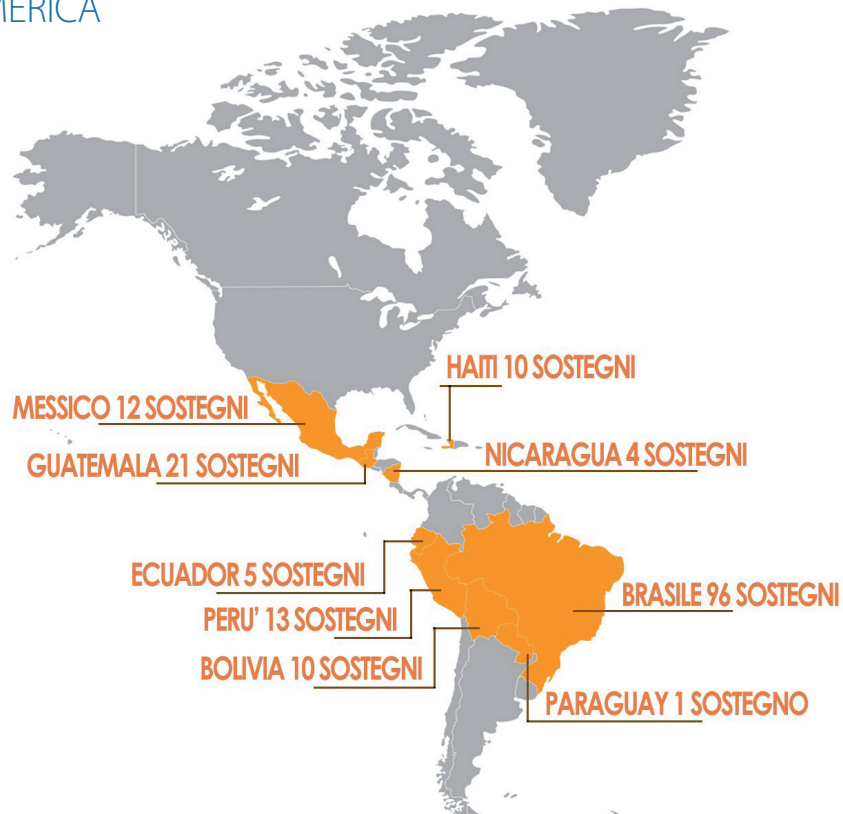 MERICA
HAITI 10 SOSTEGNI
MESSICO 12 SOSTEGNI
GUATEMALA 21 SOSTEGNI
NICARAGUA 4 SOSTEGNI
ECUADOR 5 SOSTEGNI
BRASILE 96 SOSTEGNI
PERU' 13 SOSTEGNI
BOLIVIA 10 SOSTEGNI
PARAGUAY 1 SOSTEGNO